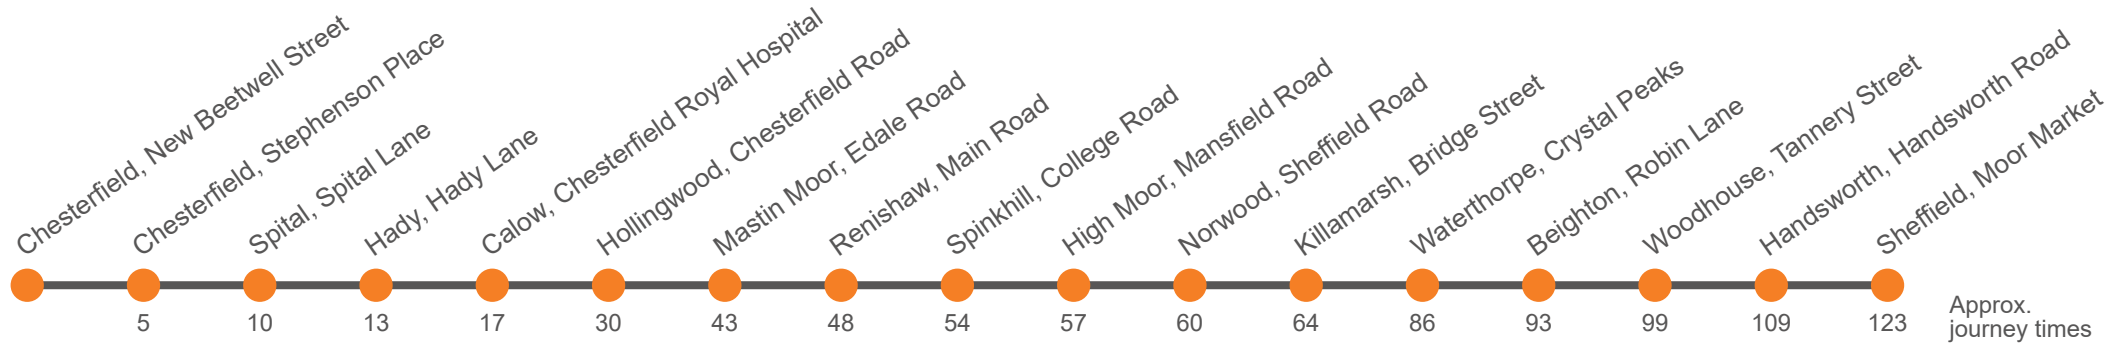 Chesterfield, New Beetwell Street
Chesterfield, Stephenson Place
Spital, Spital Lane
Hady, Hady Lane
Calow, Chesterfield Royal Hospital
Hollingwood, Chesterfield Road
Mastin Moor, Edale Road
Renishaw, Main Road
Spinkhill, College Road
High Moor, Mansfield Road
Norwood, Sheffield Road
Killamarsh, Bridge Street
Waterthorpe, Crystal Peaks
Beighton, Robin Lane
Woodhouse, Tannery Street
Handsworth, Handsworth Road
Sheffield, Moor Market
5 10 13 17 30 43 48 54 57 60 64 86 93 99 109 123
Approx.
journey times